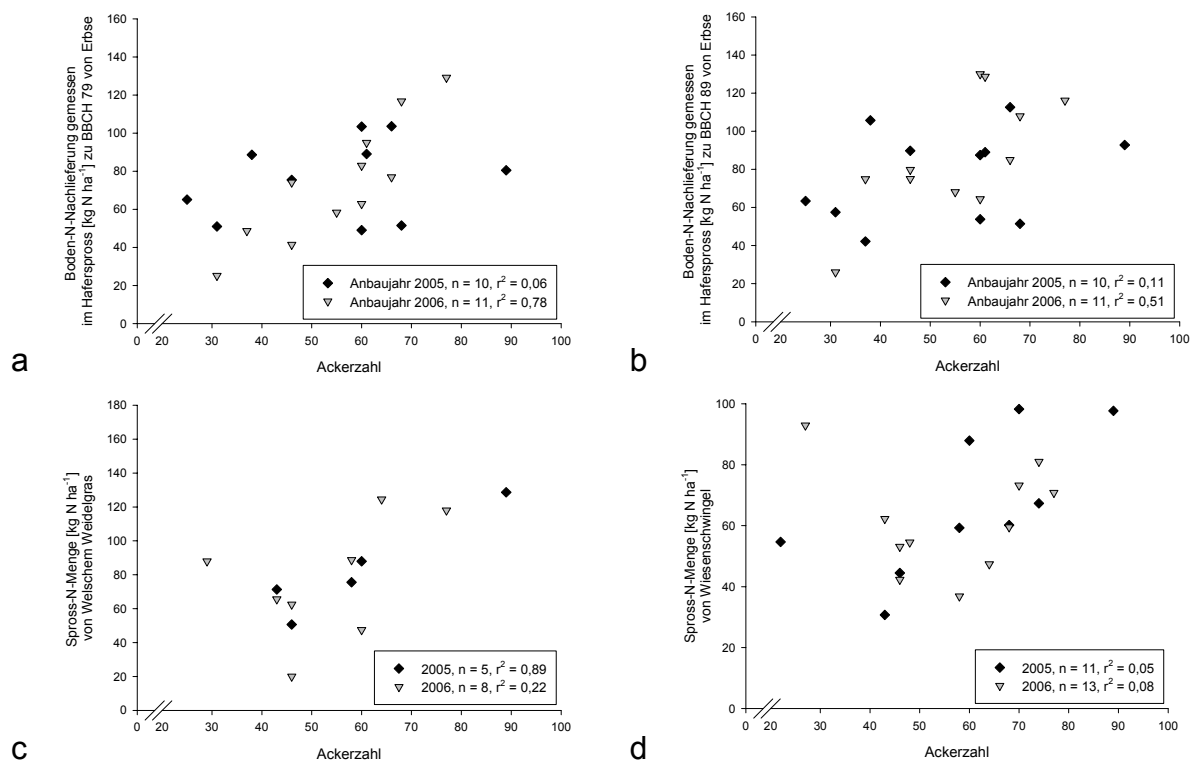 Boden-N-Nachlieferung gemessen
im Haferspross [kg N ha⁻¹] zu BBCH 79 von Erbse
160
140
120
100
80
60
40
20
0
◆ Anbaujahr 2005, n = 10, r² = 0,06
▽ Anbaujahr 2006, n = 11, r² = 0,78
0 20 30 40 50 60 70 80 90 100
Ackerzahl
a
Boden-N-Nachlieferung gemessen
im Haferspross [kg N ha⁻¹] zu BBCH 89 von Erbse
160
140
120
100
80
60
40
20
0
◆ Anbaujahr 2005, n = 10, r² = 0,11
▽ Anbaujahr 2006, n = 11, r² = 0,51
0 20 30 40 50 60 70 80 90 100
Ackerzahl
b
Spross-N-Menge [kg N ha⁻¹]
von Welschem Weidelgras
180
160
140
120
100
80
60
40
20
0
◆ 2005, n = 5, r² = 0,89
▽ 2006, n = 8, r² = 0,22
0 20 30 40 50 60 70 80 90 100
Ackerzahl
c
Spross-N-Menge [kg N ha⁻¹]
von Wiesenschwingel
100
80
60
40
20
0
◆ 2005, n = 11, r² = 0,05
▽ 2006, n = 13, r² = 0,08
0 20 30 40 50 60 70 80 90 100
Ackerzahl
d